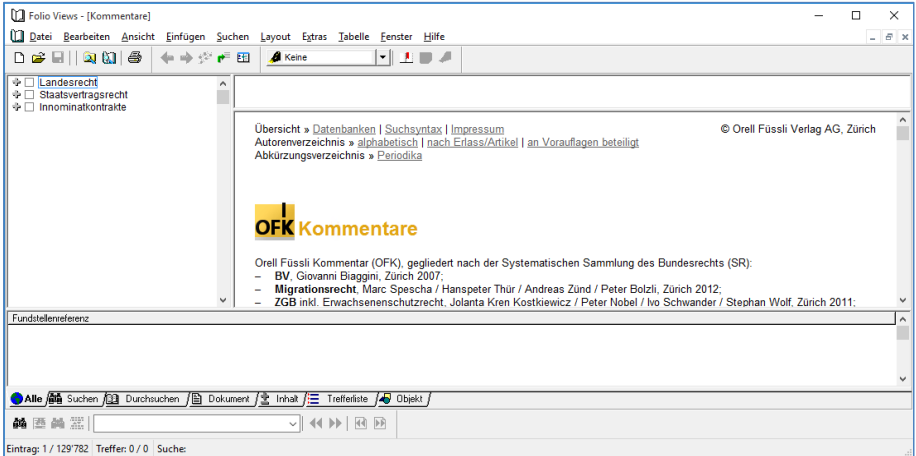 Folio Views - [Kommentare]
Datei Bearbeiten Ansicht Einfügen Suchen Layout Extras Tabelle Fenster Hilfe
Keine
Landesrecht
Staatsvertragsrecht
Innominatkontrakte
Übersicht » Datenbanken | Suchsyntax | Impressum © Orell Füssli Verlag AG, Zürich
Autorenverzeichnis » alphabetisch | nach Erlass/Artikel | an Vorauflagen beteiligt
Abkürzungsverzeichnis » Periodika
OFK Kommentare
Orell Füssli Kommentar (OFK), gegliedert nach der Systematischen Sammlung des Bundesrechts (SR):
– BV, Giovanni Biaggini, Zürich 2007;
– Migrationsrecht, Marc Spescha / Hanspeter Thür / Andreas Zünd / Peter Bolzli, Zürich 2012;
– ZGB inkl. Erwachsenenschutzrecht, Jolanta Kren Kostkiewicz / Peter Nobel / Ivo Schwander / Stephan Wolf, Zürich 2011;
Fundstellenreferenz
Alle Suchen Durchsuchen Dokument Inhalt Trefferliste Objekt
Eintrag: 1 / 129'782 Treffer: 0 / 0 Suche: